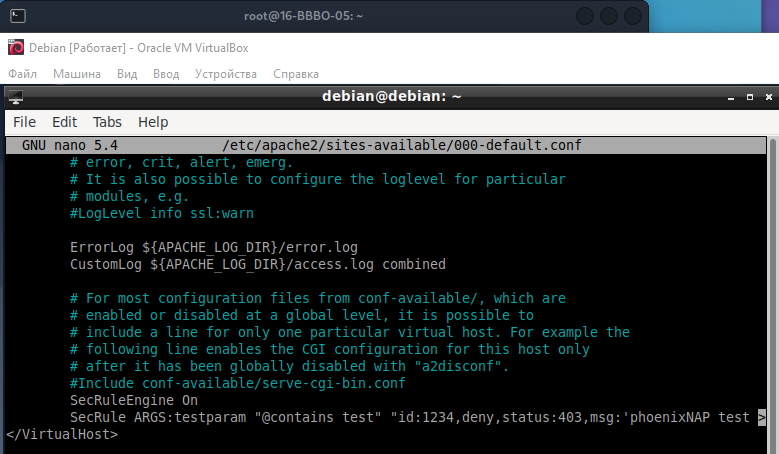 root@16-BBBO-05: ~
Debian [Работает] - Oracle VM VirtualBox
Файл Машина Вид Ввод Устройства Справка
debian@debian: ~
File Edit Tabs Help
GNU nano 5.4 /etc/apache2/sites-available/000-default.conf
# error, crit, alert, emerg.
# It is also possible to configure the loglevel for particular
# modules, e.g.
#LogLevel info ssl:warn
ErrorLog ${APACHE_LOG_DIR}/error.log
CustomLog ${APACHE_LOG_DIR}/access.log combined
# For most configuration files from conf-available/, which are
# enabled or disabled at a global level, it is possible to
# include a line for only one particular virtual host. For example the
# following line enables the CGI configuration for this host only
# after it has been globally disabled with "a2disconf".
#Include conf-available/serve-cgi-bin.conf
SecRuleEngine On
SecRule ARGS:testparam "@contains test" "id:1234,deny,status:403,msg:'phoenixNAP test >
</VirtualHost>